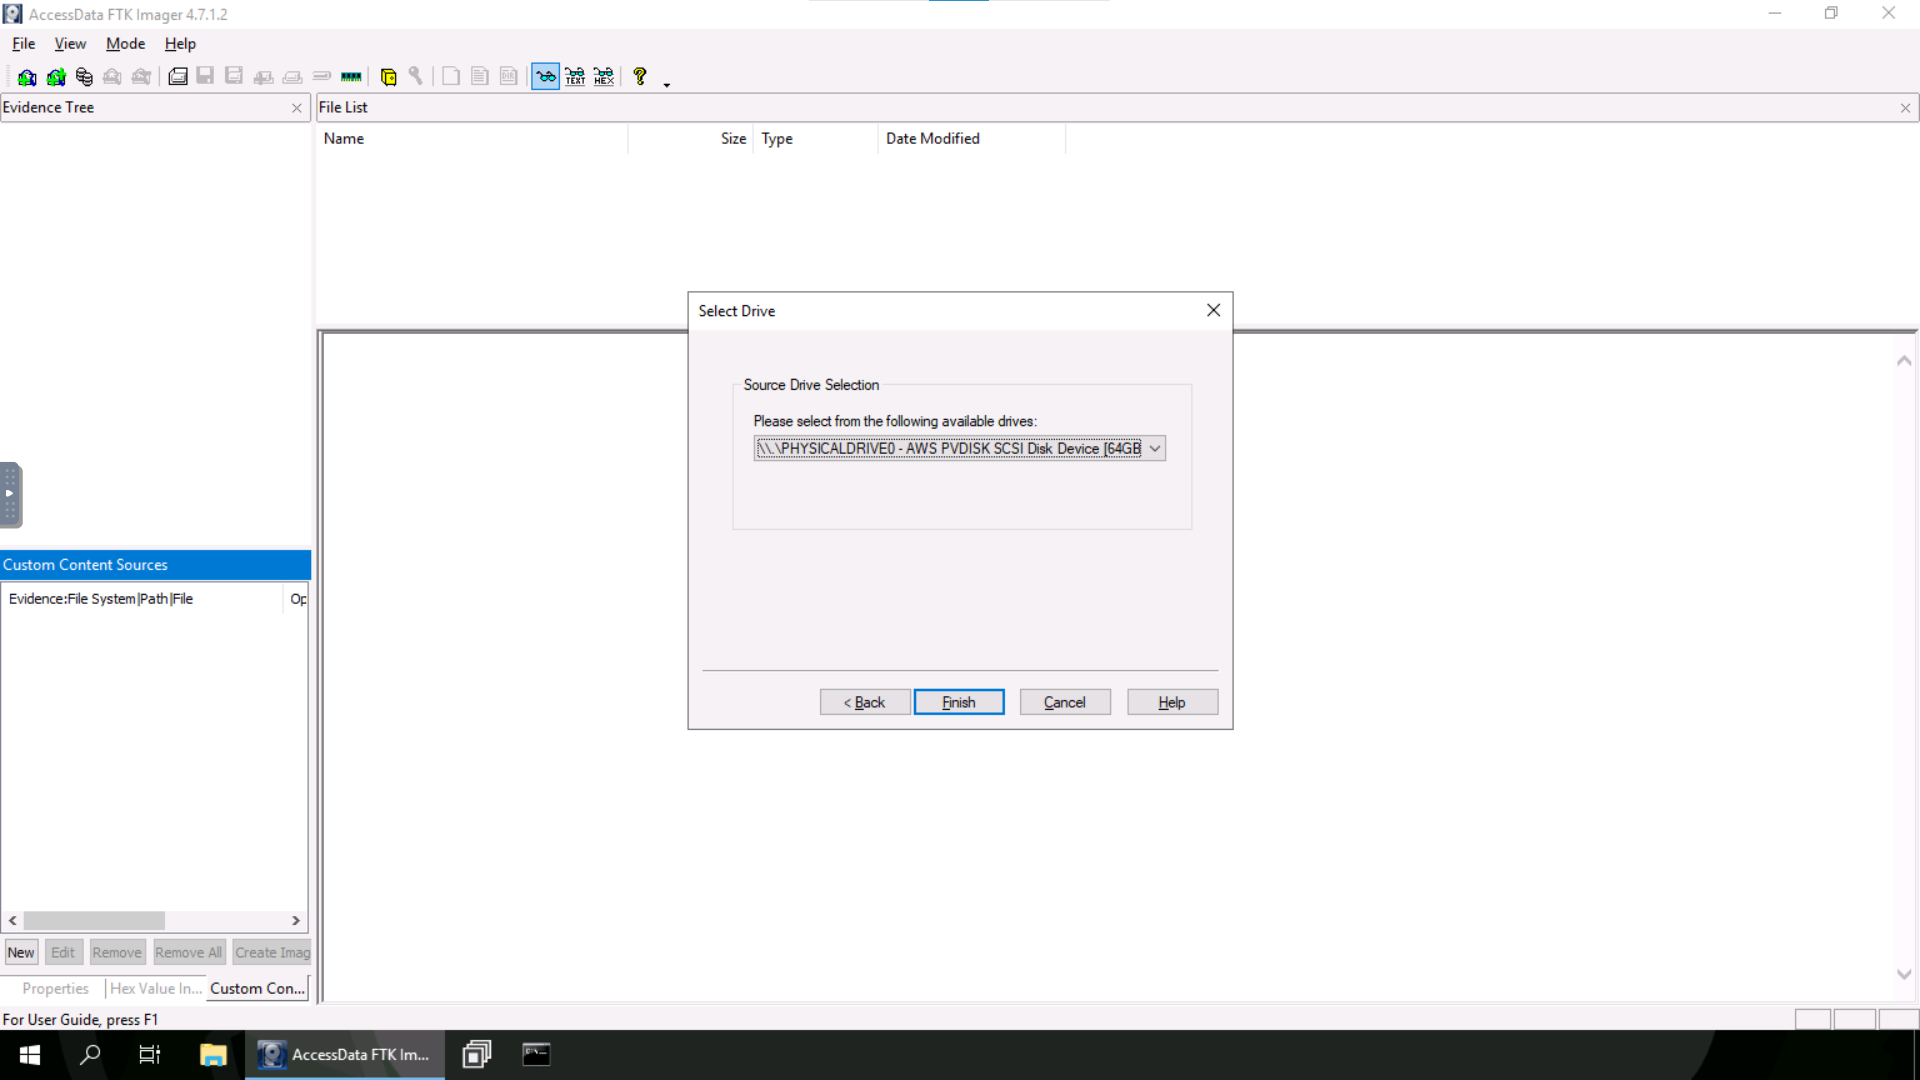 AccessData FTK Imager 4.7.1.2
File View Mode Help
TEXT HEX
Evidence Tree
File List
Name Size Type Date Modified
Select Drive
Source Drive Selection
Please select from the following available drives:
\\.\PHYSICALDRIVE0 - AWS PVDISK SCSI Disk Device [64GB
Custom Content Sources
Evidence:File System|Path|File Op
< Back Finish Cancel Help
New Edit Remove Remove All Create Imag
Properties Hex Value In... Custom Con...
For User Guide, press F1
AccessData FTK Im...